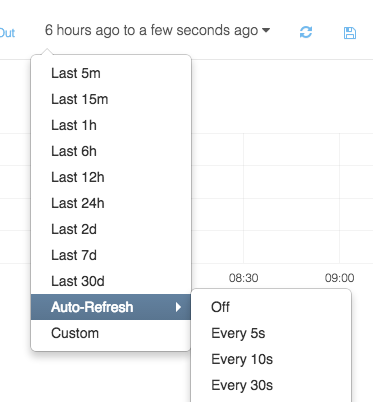 Out 6 hours ago to a few seconds ago
Last 5m
Last 15m
Last 1h
Last 6h
Last 12h
Last 24h
Last 2d
Last 7d
Last 30d
08:30 09:00
Auto-Refresh
Off
Custom
Every 5s
Every 10s
Every 30s